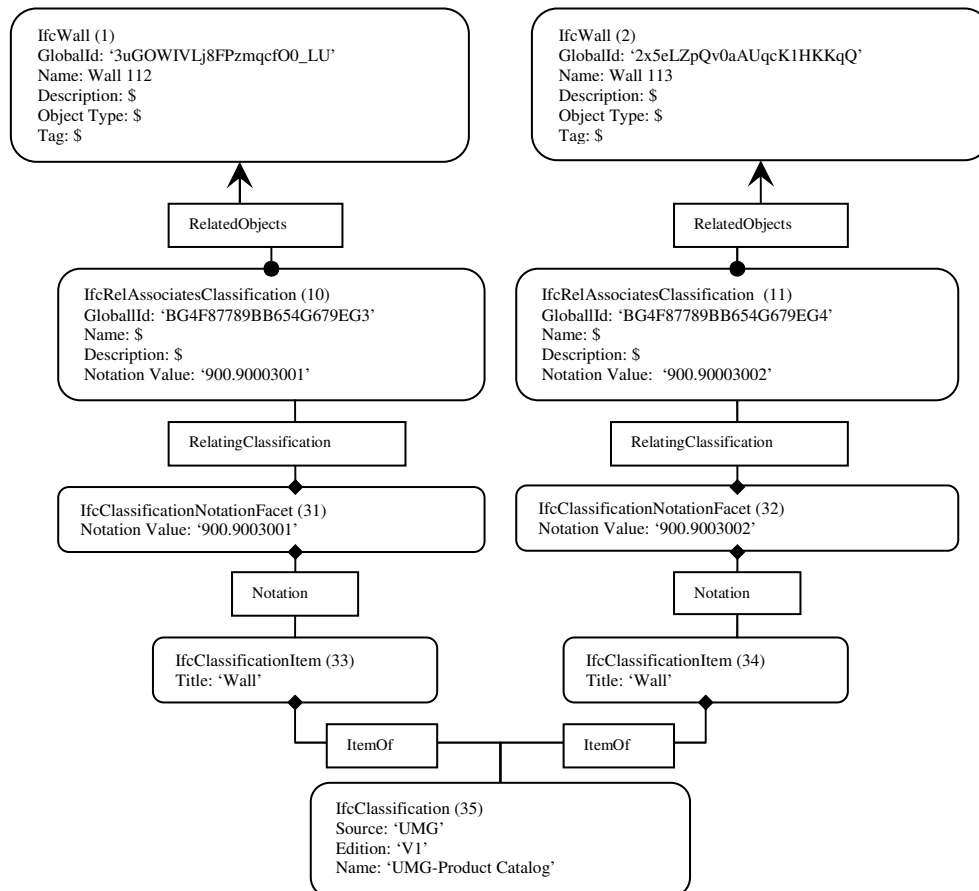 IfcWall (1)
GlobalId: ‘3uGOWIVLj8FPzmqcfO0_LU’
Name: Wall 112
Description: $
Object Type: $
Tag: $
IfcWall (2)
GlobalId: ‘2x5eLZpQv0aAUqcK1HKKqQ’
Name: Wall 113
Description: $
Object Type: $
Tag: $
RelatedObjects
RelatedObjects
IfcRelAssociatesClassification (10)
GloballId: ‘BG4F87789BB654G679EG3’
Name: $
Description: $
Notation Value: ‘900.90003001’
IfcRelAssociatesClassification (11)
GloballId: ‘BG4F87789BB654G679EG4’
Name: $
Description: $
Notation Value: ‘900.90003002’
RelatingClassification
RelatingClassification
IfcClassificationNotationFacet (31)
Notation Value: ‘900.9003001’
IfcClassificationNotationFacet (32)
Notation Value: ‘900.9003002’
Notation
Notation
IfcClassificationItem (33)
Title: ‘Wall’
IfcClassificationItem (34)
Title: ‘Wall’
ItemOf
ItemOf
IfcClassification (35)
Source: ‘UMG’
Edition: ‘V1’
Name: ‘UMG-Product Catalog’